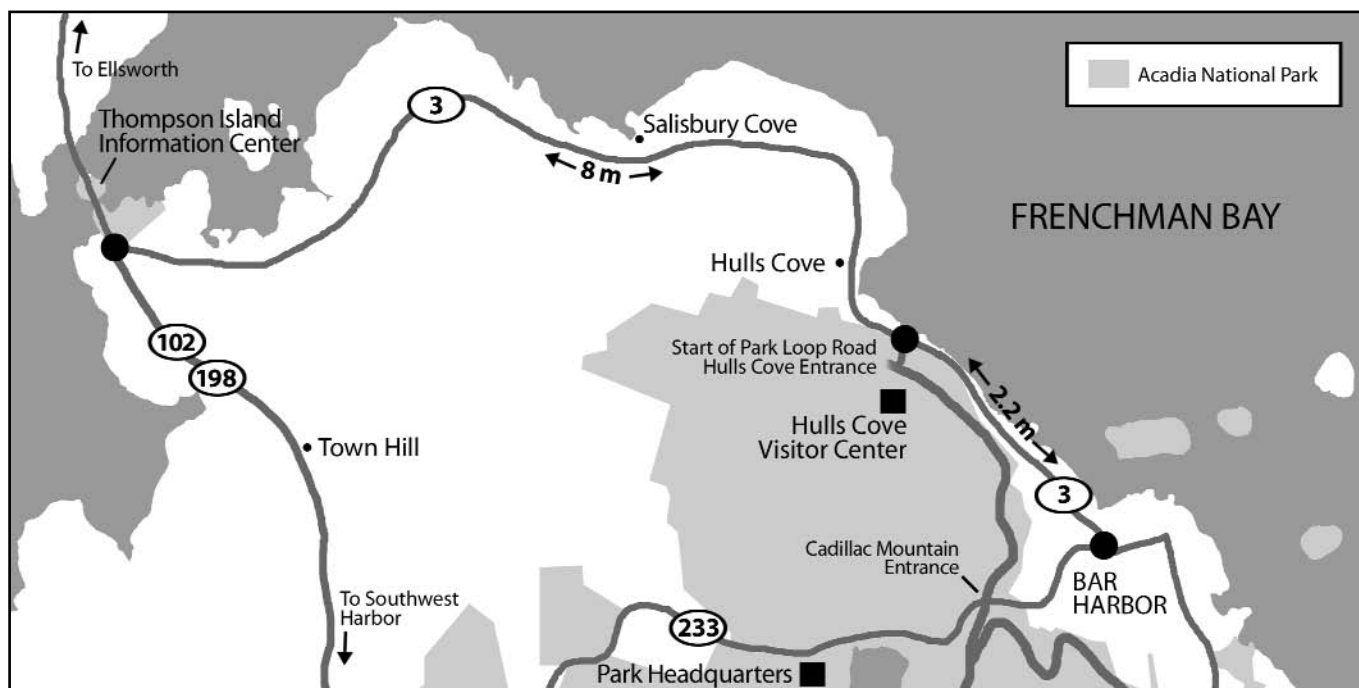 To Ellsworth
Acadia National Park
Thompson Island
Information Center
3
Salisbury Cove
8 m
FRENCHMAN BAY
Hulls Cove
102
198
Start of Park Loop Road
Hulls Cove Entrance
2.2 m
Hulls Cove
Visitor Center
Town Hill
3
Cadillac Mountain
Entrance
BAR
HARBOR
To Southwest
Harbor
233
Park Headquarters